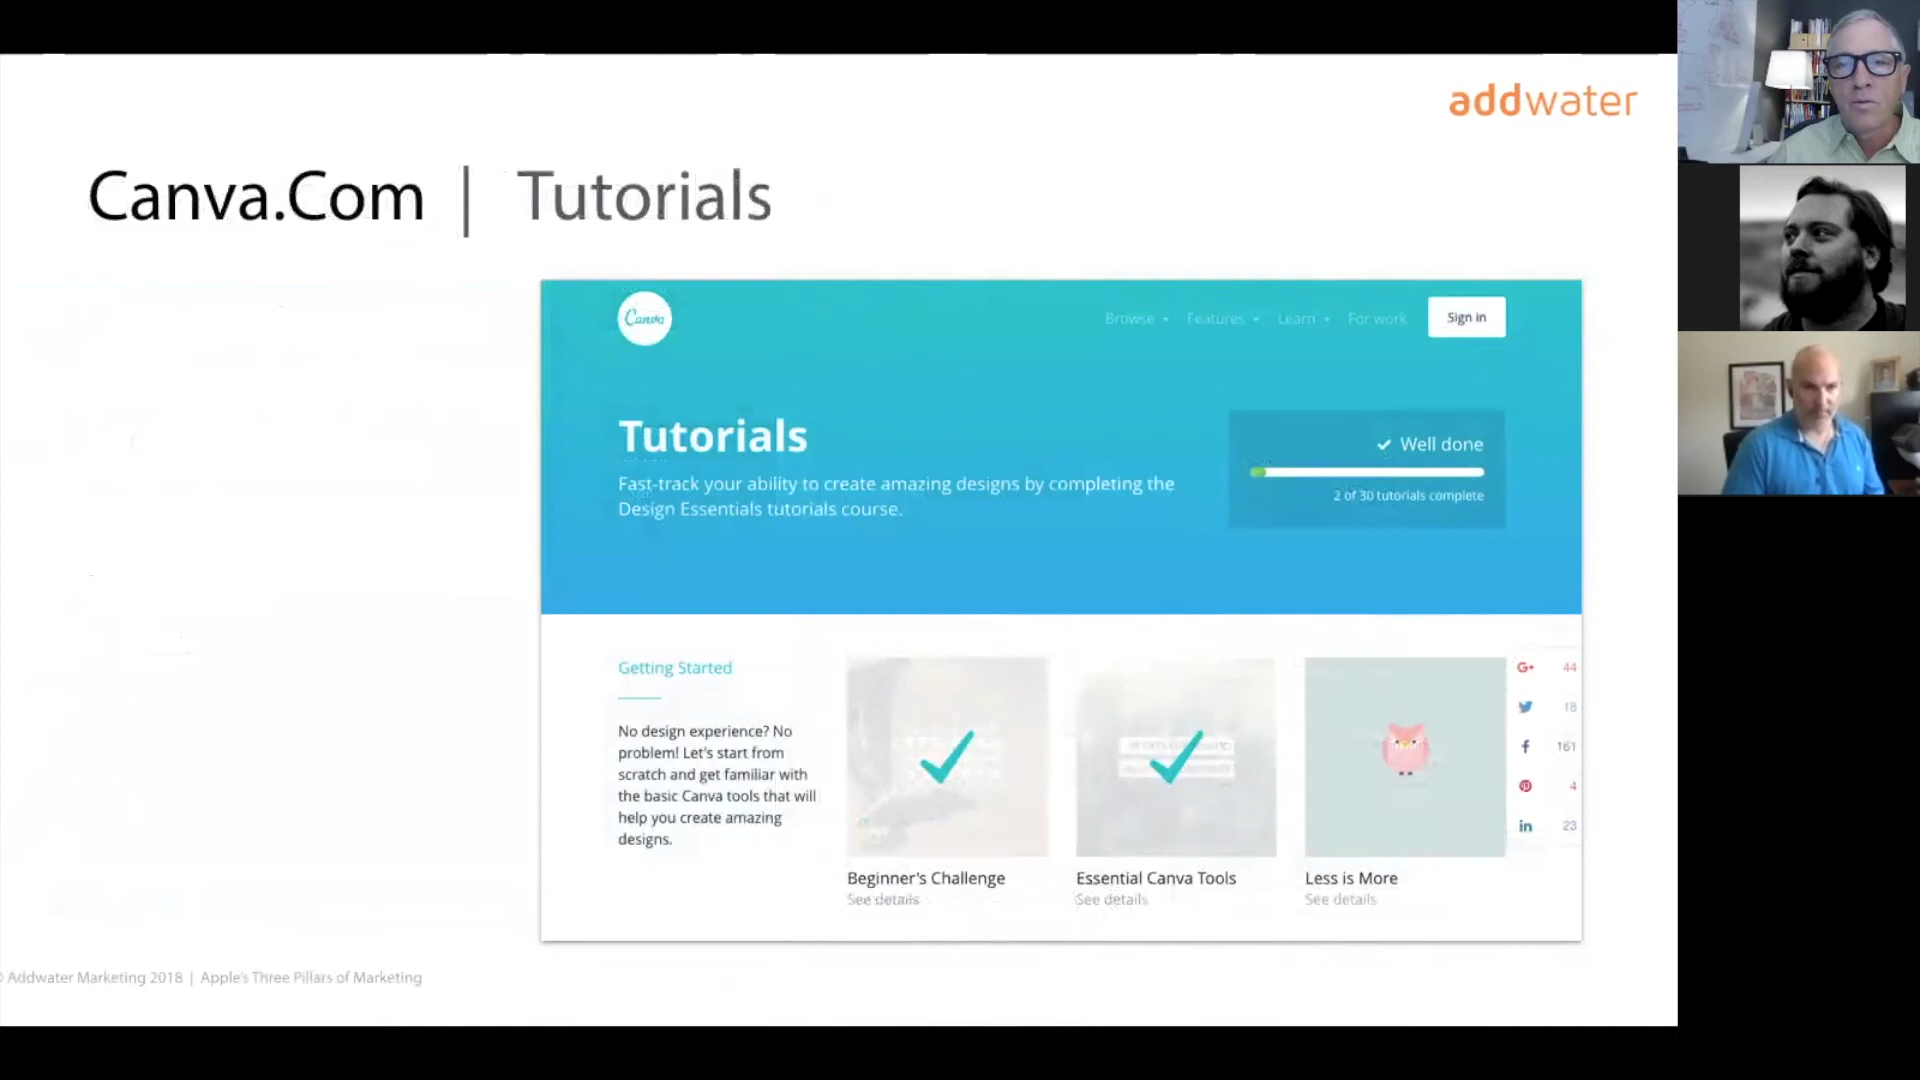 addwater
Canva.Com | Tutorials
Canva
Browse Features Learn For work Sign in
Tutorials
Fast-track your ability to create amazing designs by completing the
Design Essentials tutorials course.
Well done
2 of 30 tutorials complete
Getting Started
No design experience? No
problem! Let's start from
scratch and get familiar with
the basic Canva tools that will
help you create amazing
designs.
Beginner's Challenge
See details
Essential Canva Tools
See details
Less is More
See details
G+ 44
18
f 161
4
in 23
© Addwater Marketing 2018 | Apple's Three Pillars of Marketing